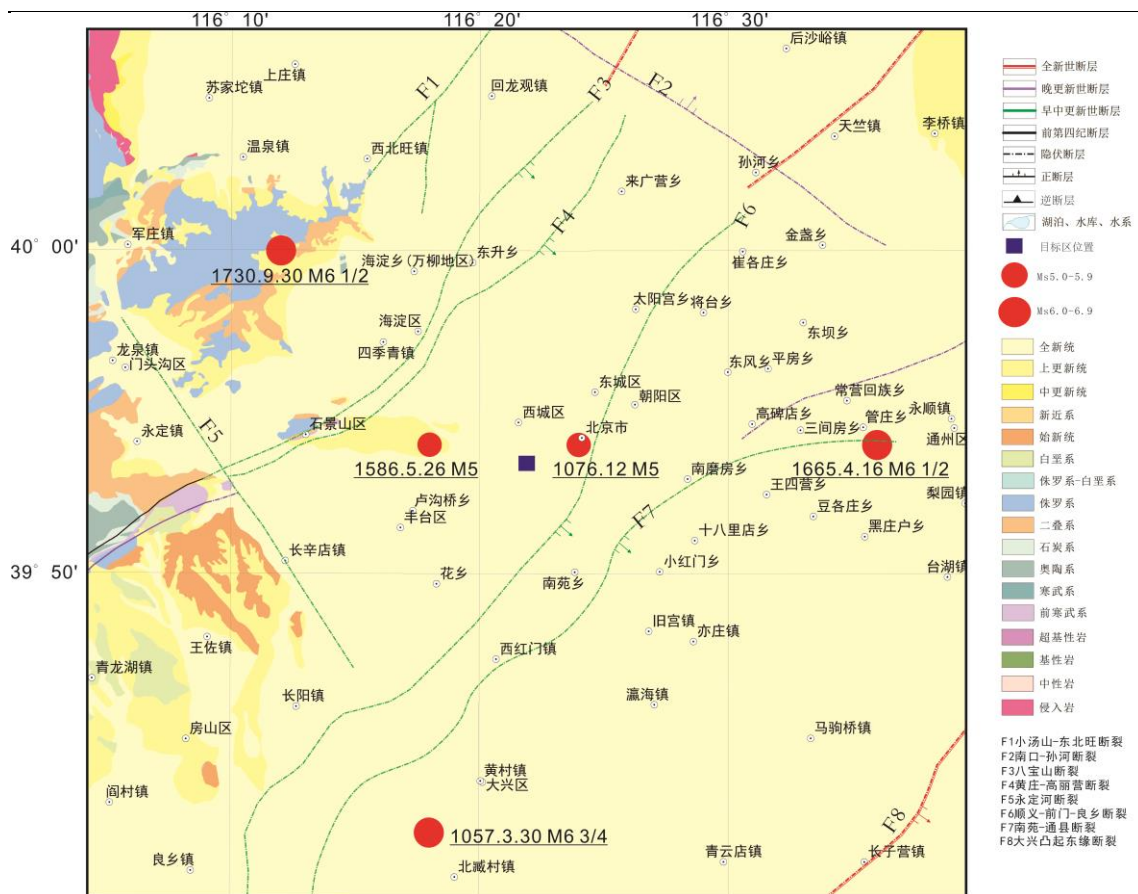 116° 10′
116° 20′
116° 30′
后沙峪镇
上庄镇
苏家坨镇
F1
回龙观镇
F3
F2
天竺镇
李桥镇
温泉镇
西北旺镇
孙河乡
来广营乡
F4
F6
军庄镇
40° 00′
海淀乡(万柳地区)
东升乡
金盏乡
崔各庄乡
1730.9.30 M6 1/2
太阳宫乡
将台乡
海淀区
四季青镇
东坝乡
龙泉镇
门头沟区
东风乡
平房乡
东城区
朝阳区
常营回族乡
西城区
高碑店乡
管庄乡
永顺镇
石景山区
永定镇
F5
北京市
三间房乡
通州区
1586.5.26 M5
1076.12 M5
1665.4.16 M6 1/2
南磨房乡
王四营乡
梨园镇
卢沟桥乡
丰台区
F7
豆各庄乡
黑庄户乡
十八里店乡
长辛店镇
39° 50′
花乡
南苑乡
小红门乡
台湖镇
旧宫镇
亦庄镇
王佐镇
西红门镇
青龙湖镇
长阳镇
瀛海镇
房山区
马驹桥镇
黄村镇
大兴区
阎村镇
1057.3.30 M6 3/4
F8
良乡镇
北臧村镇
青云店镇
长子营镇
全新世断层
晚更新世断层
早中更新世断层
前第四纪断层
隐伏断层
正断层
逆断层
湖泊、水库、水系
目标区位置
Ms5.0-5.9
Ms6.0-6.9
全新统
上更新统
中更新统
新近系
始新统
白垩系
侏罗系-白垩系
侏罗系
二叠系
石炭系
奥陶系
寒武系
前寒武系
超基性岩
基性岩
中性岩
侵入岩
F1小汤山-东北旺断裂
F2南口-孙河断裂
F3八宝山断裂
F4黄庄-高丽营断裂
F5永定河断裂
F6顺义-前门-良乡断裂
F7南苑-通县断裂
F8大兴凸起东缘断裂